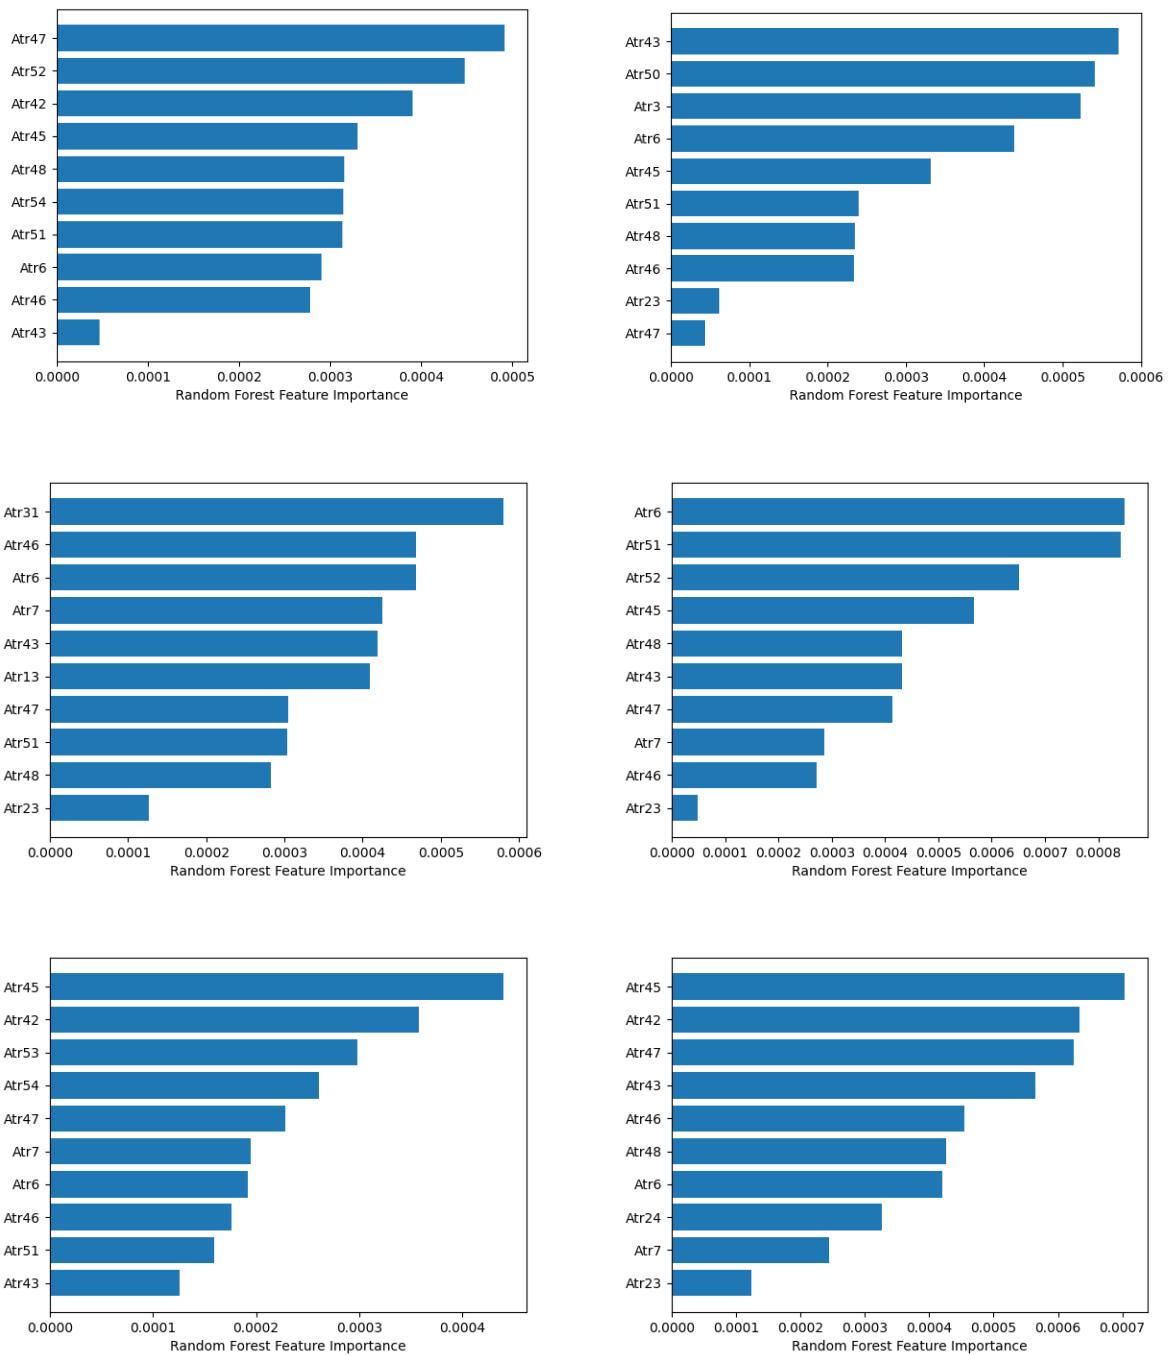 Atr47
Atr52
Atr42
Atr45
Atr48
Atr54
Atr51
Atr6
Atr46
Atr43
0.0000 0.0001 0.0002 0.0003 0.0004 0.0005
Random Forest Feature Importance
Atr43
Atr50
Atr3
Atr6
Atr45
Atr51
Atr48
Atr46
Atr23
Atr47
0.0000 0.0001 0.0002 0.0003 0.0004 0.0005 0.0006
Random Forest Feature Importance
Atr31
Atr46
Atr6
Atr7
Atr43
Atr13
Atr47
Atr51
Atr48
Atr23
0.0000 0.0001 0.0002 0.0003 0.0004 0.0005 0.0006
Random Forest Feature Importance
Atr6
Atr51
Atr52
Atr45
Atr48
Atr43
Atr47
Atr7
Atr46
Atr23
0.0000 0.0001 0.0002 0.0003 0.0004 0.0005 0.0006 0.0007 0.0008
Random Forest Feature Importance
Atr45
Atr42
Atr53
Atr54
Atr47
Atr7
Atr6
Atr46
Atr51
Atr43
0.0000 0.0001 0.0002 0.0003 0.0004
Random Forest Feature Importance
Atr45
Atr42
Atr47
Atr43
Atr46
Atr48
Atr6
Atr24
Atr7
Atr23
0.0000 0.0001 0.0002 0.0003 0.0004 0.0005 0.0006 0.0007
Random Forest Feature Importance